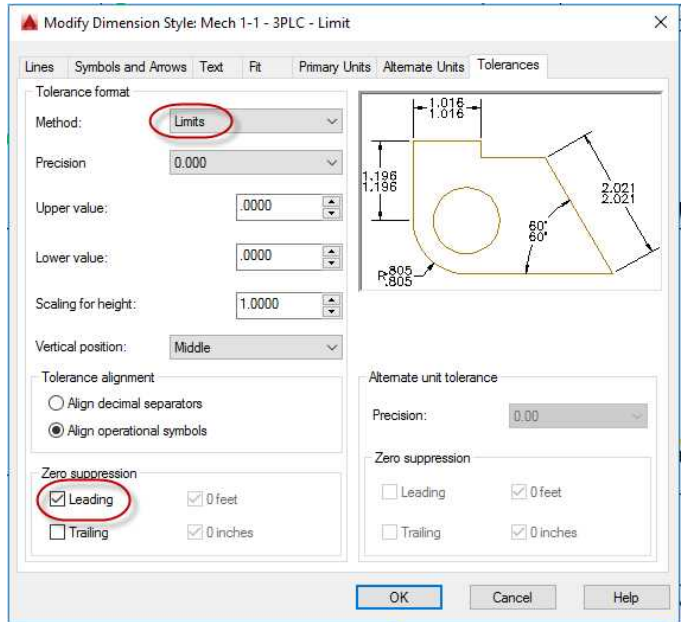 Modify Dimension Style: Mech 1-1 - 3PLC - Limit
Lines Symbols and Arrows Text Fit Primary Units Alternate Units Tolerances
Tolerance format
Method: Limits
Precision 0.000
Upper value: .0000
Lower value: .0000
Scaling for height: 1.0000
Vertical position: Middle
Tolerance alignment
Align decimal separators
Align operational symbols
Zero suppression
Leading 0 feet
Trailing 0 inches
1.016
1.016
1.196
1.196
2.021
2.021
60°
60°
R.805
.805
Alternate unit tolerance
Precision: 0.00
Zero suppression
Leading 0 feet
Trailing 0 inches
OK Cancel Help